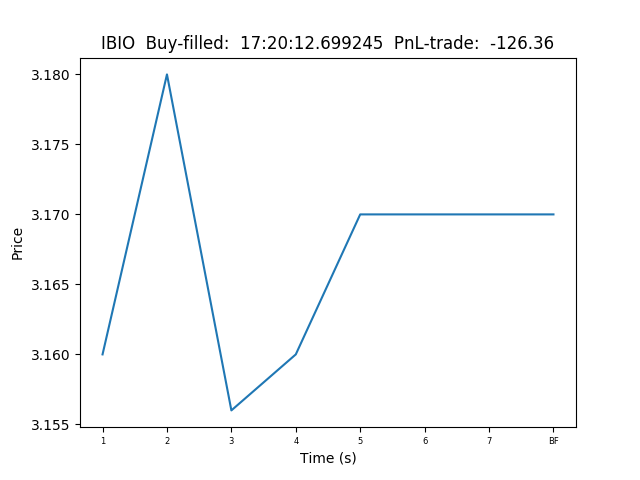 IBIO  Buy-filled:  17:20:12.699245  PnL-trade:  -126.36
Price
3.180
3.175
3.170
3.165
3.160
3.155
1 2 3 4 5 6 7 BF
Time (s)